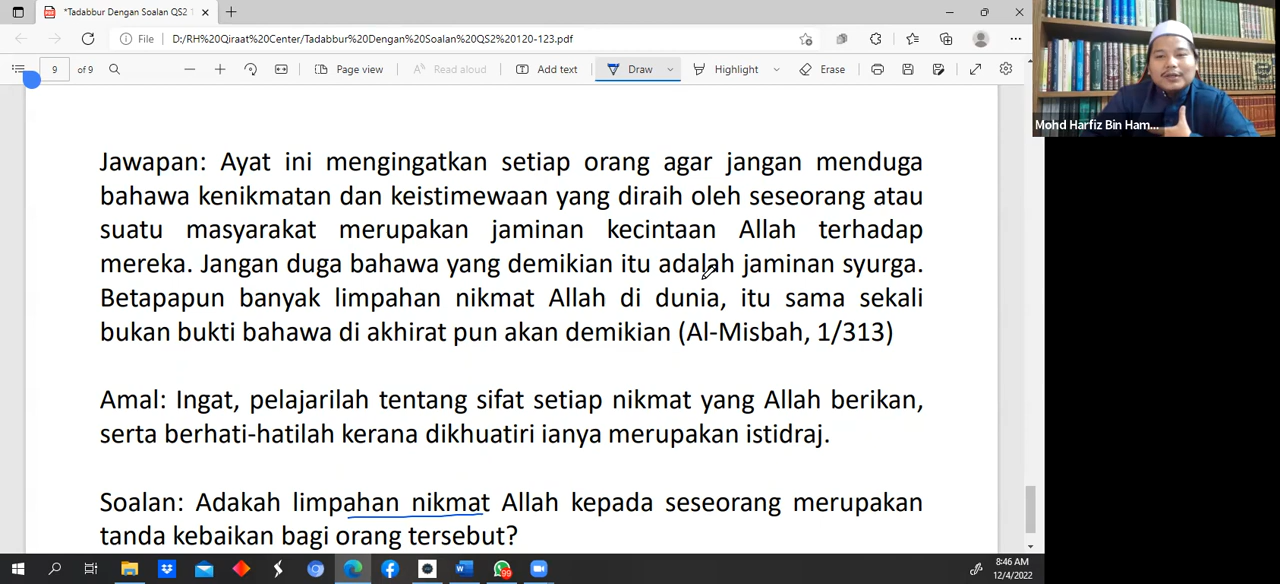 *Tadabbur Dengan Soalan QS2 1
File
D:/RH%20Qiraat%20Center/Tadabbur%20Dengan%20Soalan%20QS2%20120-123.pdf
9 of 9
Page view
Read aloud
Add text
Draw
Highlight
Erase
Mohd Harfiz Bin Ham...
Jawapan: Ayat ini mengingatkan setiap orang agar jangan menduga
bahawa kenikmatan dan keistimewaan yang diraih oleh seseorang atau
suatu masyarakat merupakan jaminan kecintaan Allah terhadap
mereka. Jangan duga bahawa yang demikian itu adalah jaminan syurga.
Betapapun banyak limpahan nikmat Allah di dunia, itu sama sekali
bukan bukti bahawa di akhirat pun akan demikian (Al-Misbah, 1/313)
Amal: Ingat, pelajarilah tentang sifat setiap nikmat yang Allah berikan,
serta berhati-hatilah kerana dikhuatiri ianya merupakan istidraj.
Soalan: Adakah limpahan nikmat Allah kepada seseorang merupakan
tanda kebaikan bagi orang tersebut?
99
8:46 AM
12/4/2022